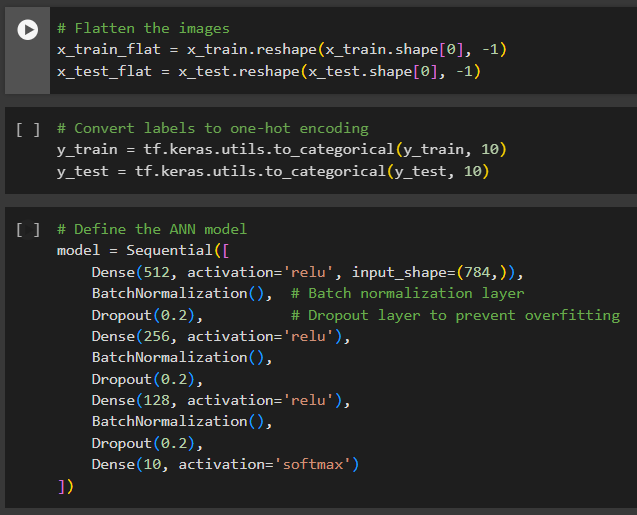 # Flatten the images
x_train_flat = x_train.reshape(x_train.shape[0], -1)
x_test_flat = x_test.reshape(x_test.shape[0], -1)
[ ] # Convert labels to one-hot encoding
y_train = tf.keras.utils.to_categorical(y_train, 10)
y_test = tf.keras.utils.to_categorical(y_test, 10)
[ ] # Define the ANN model
model = Sequential([
    Dense(512, activation='relu', input_shape=(784,)),
    BatchNormalization(),  # Batch normalization layer
    Dropout(0.2),          # Dropout layer to prevent overfitting
    Dense(256, activation='relu'),
    BatchNormalization(),
    Dropout(0.2),
    Dense(128, activation='relu'),
    BatchNormalization(),
    Dropout(0.2),
    Dense(10, activation='softmax')
])